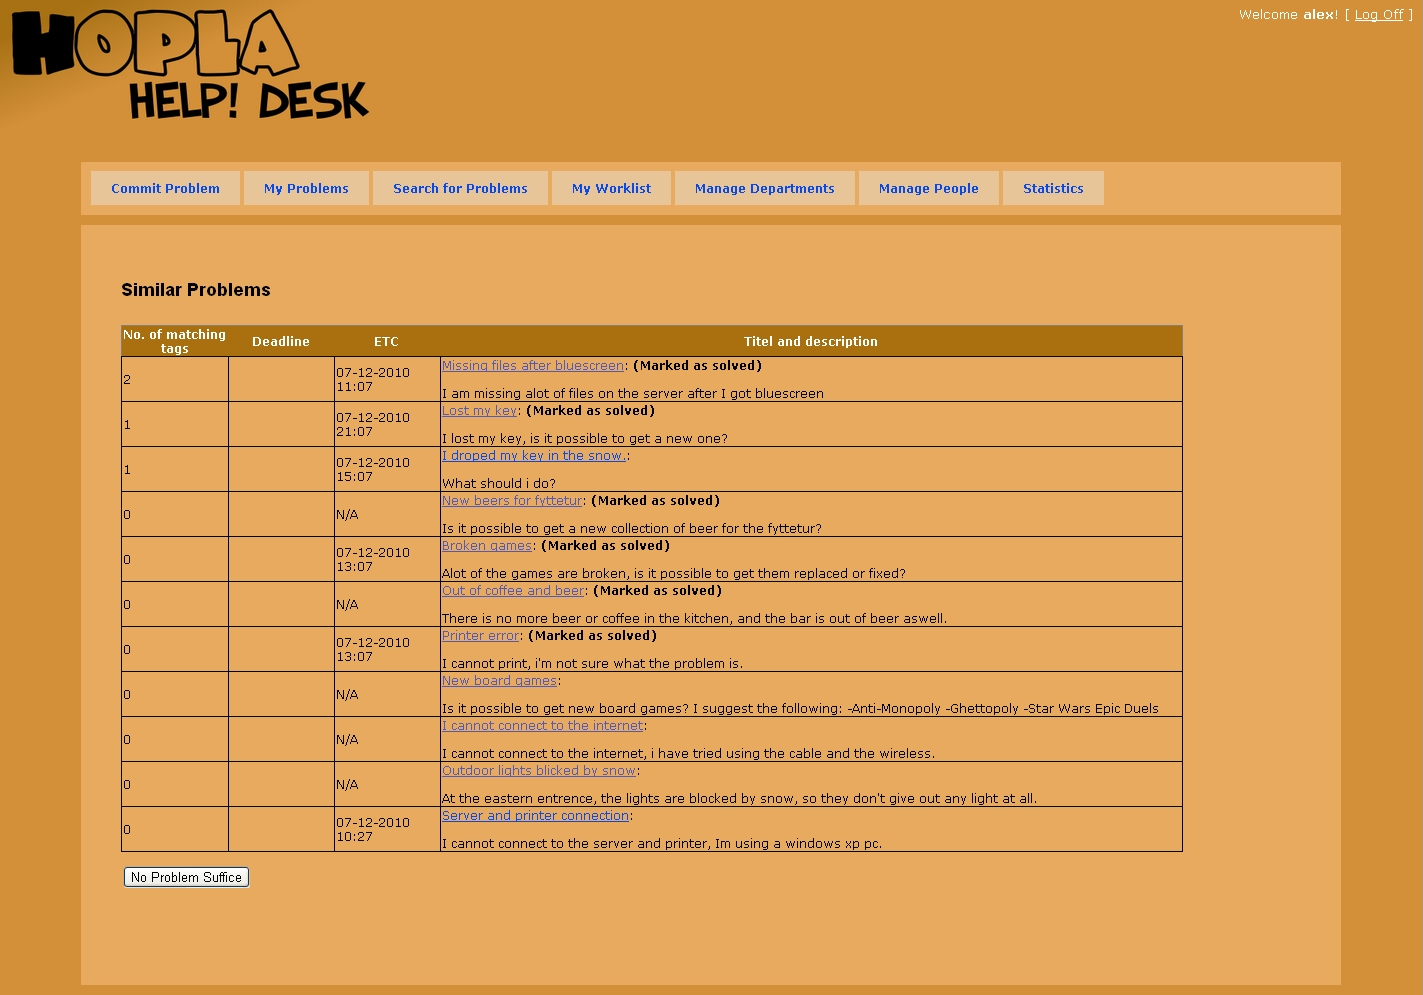 HOPLA
HELP! DESK
Welcome alex! [ Log Off ]
Commit Problem My Problems Search for Problems My Worklist Manage Departments Manage People Statistics
Similar Problems
No. of matching tags Deadline ETC Titel and description
2 07-12-2010 11:07 Missing files after bluescreen: (Marked as solved)
I am missing alot of files on the server after I got bluescreen
1 07-12-2010 21:07 Lost my key: (Marked as solved)
I lost my key, is it possible to get a new one?
1 07-12-2010 15:07 I droped my key in the snow.:
What should i do?
0 N/A New beers for fyttetur: (Marked as solved)
Is it possible to get a new collection of beer for the fyttetur?
0 07-12-2010 13:07 Broken games: (Marked as solved)
Alot of the games are broken, is it possible to get them replaced or fixed?
0 N/A Out of coffee and beer: (Marked as solved)
There is no more beer or coffee in the kitchen, and the bar is out of beer aswell.
0 07-12-2010 13:07 Printer error: (Marked as solved)
I cannot print, i'm not sure what the problem is.
0 N/A New board games:
Is it possible to get new board games? I suggest the following: -Anti-Monopoly -Ghettopoly -Star Wars Epic Duels
0 N/A I cannot connect to the internet:
I cannot connect to the internet, i have tried using the cable and the wireless.
0 N/A Outdoor lights blicked by snow:
At the eastern entrence, the lights are blocked by snow, so they don't give out any light at all.
0 07-12-2010 10:27 Server and printer connection:
I cannot connect to the server and printer, Im using a windows xp pc.
No Problem Suffice